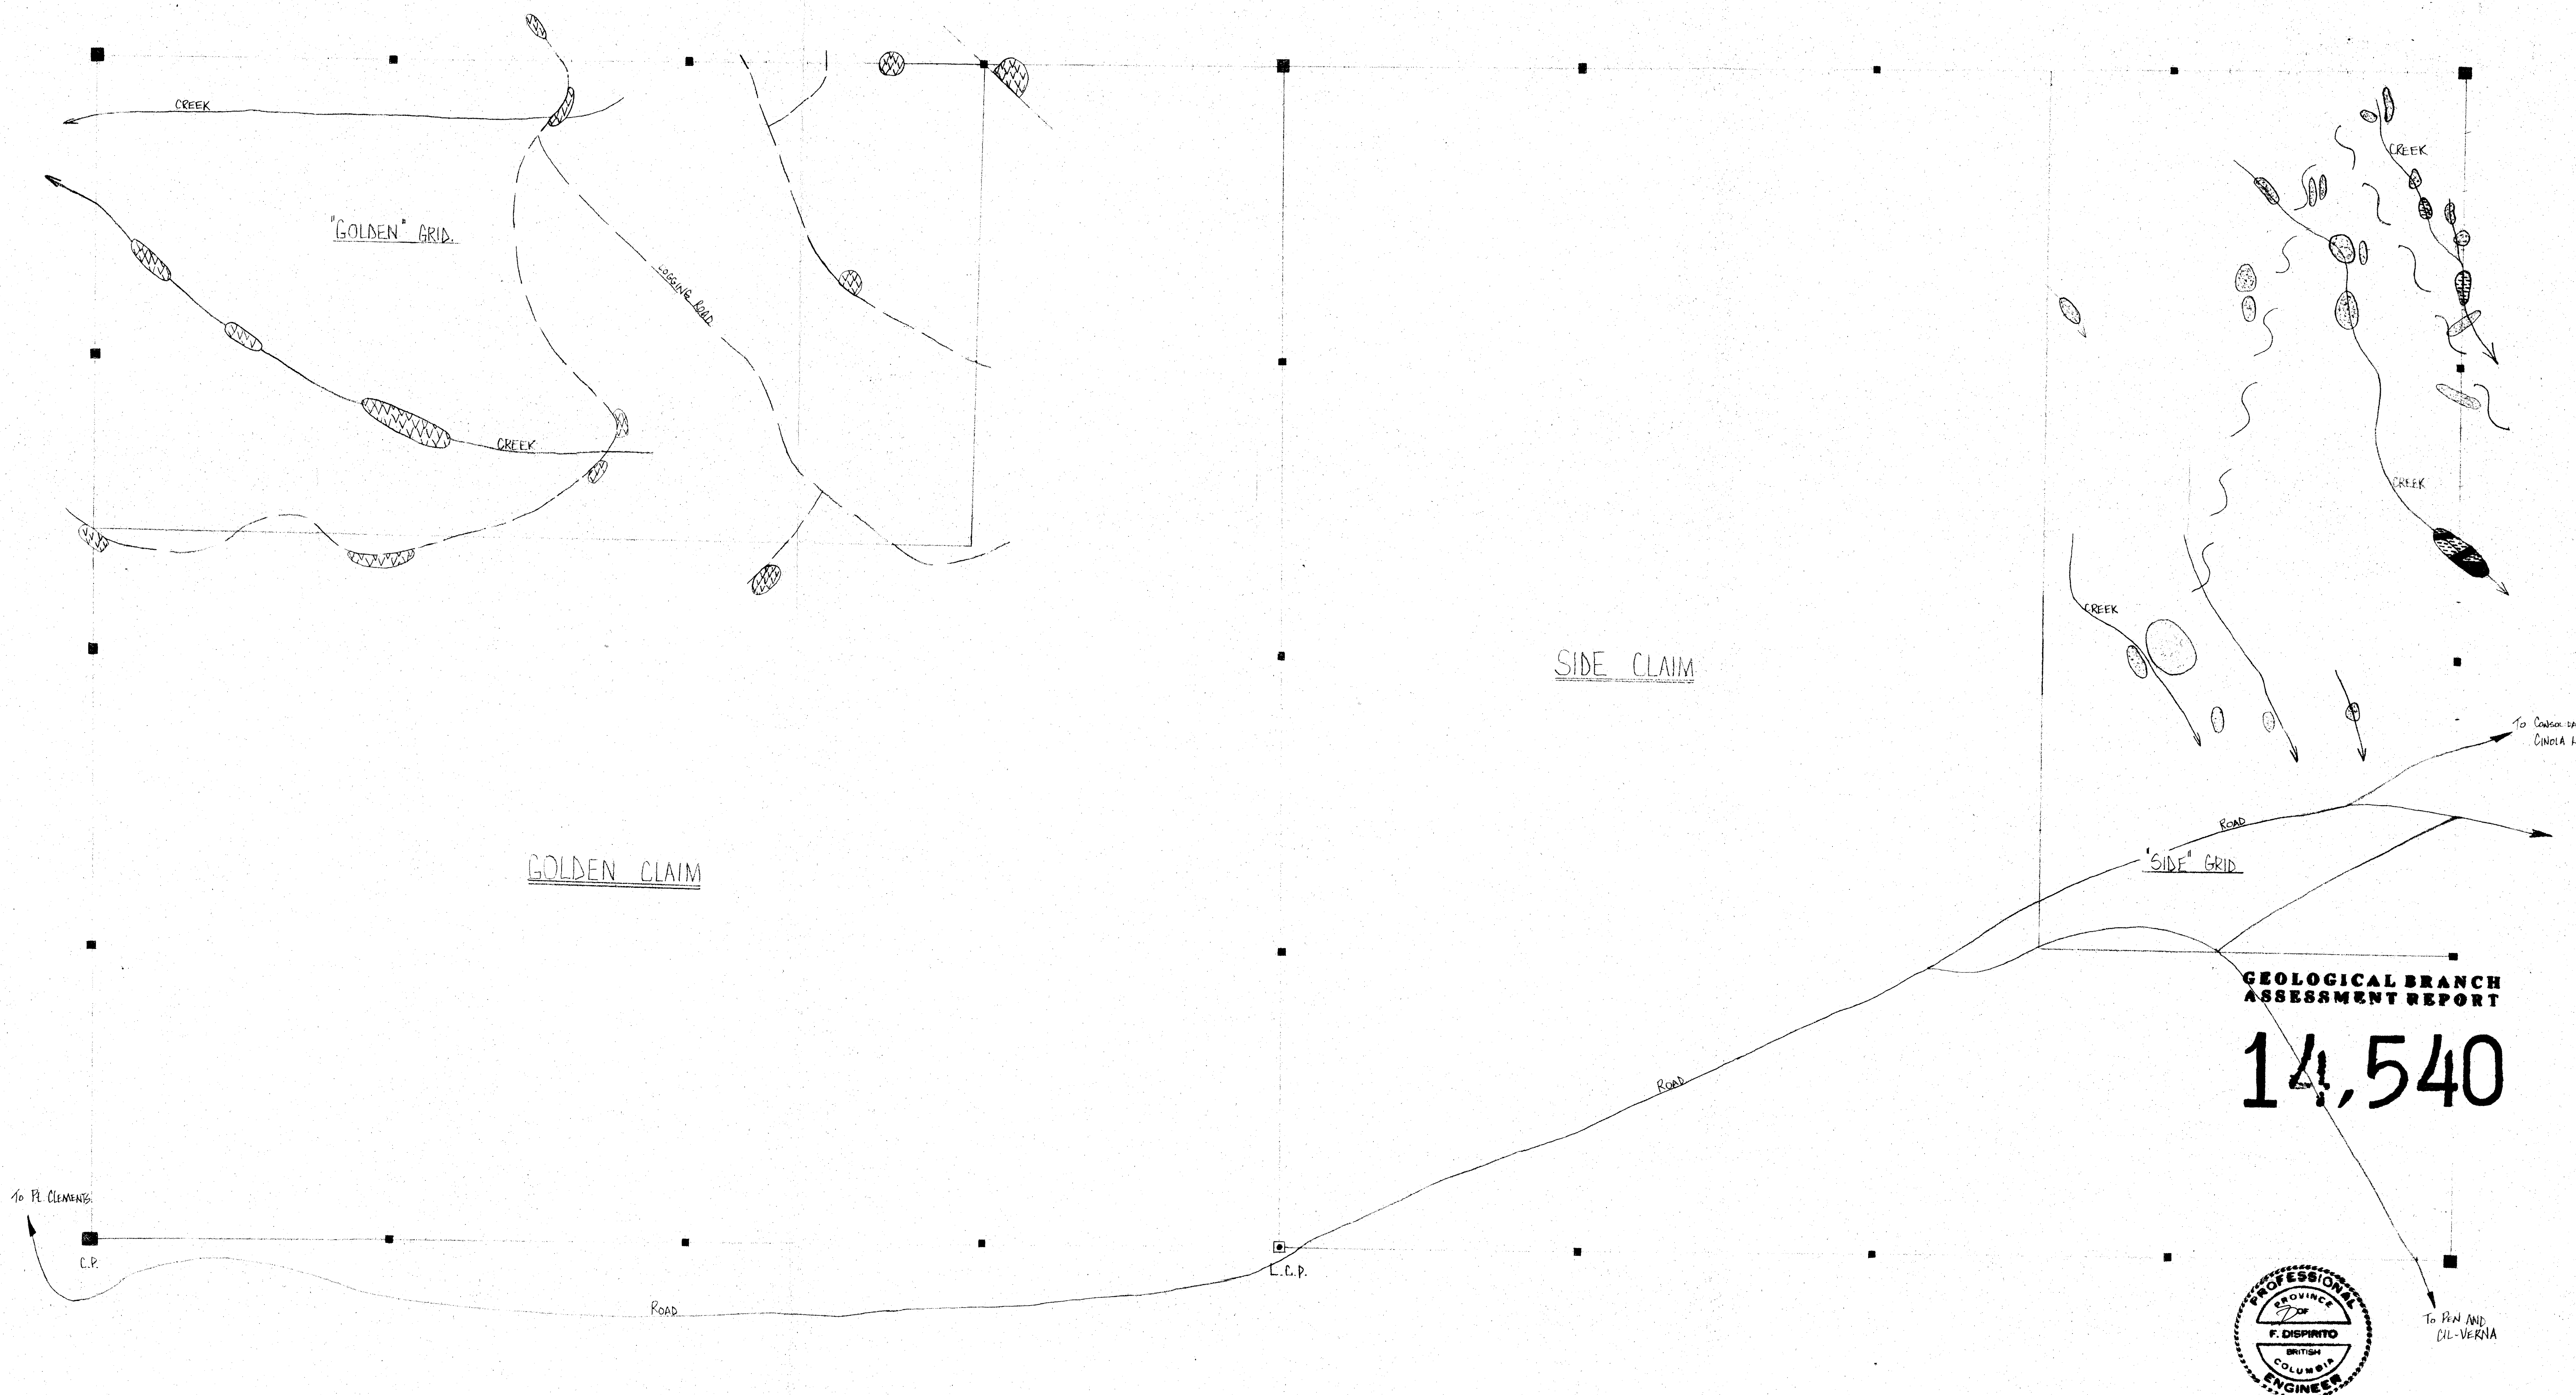 CREEK
CREEK
"GOLDEN" GRID.
LOGGING ROAD
CREEK
CREEK
CREEK
SIDE CLAIM
TO
CINOLA
ROAD
"SIDE" GRID
GOLDEN CLAIM
GEOLOGICAL BRANCH
ASSESSMENT REPORT
14,540
ROAD
TO Pt. CLEMENTS
C.P.
L.C.P.
ROAD
PROFESSIONAL
PROVINCE
OF
F. DISPIRITO
BRITISH
COLUMBIA
ENGINEER
TO PEN AND
CIL-VERNA